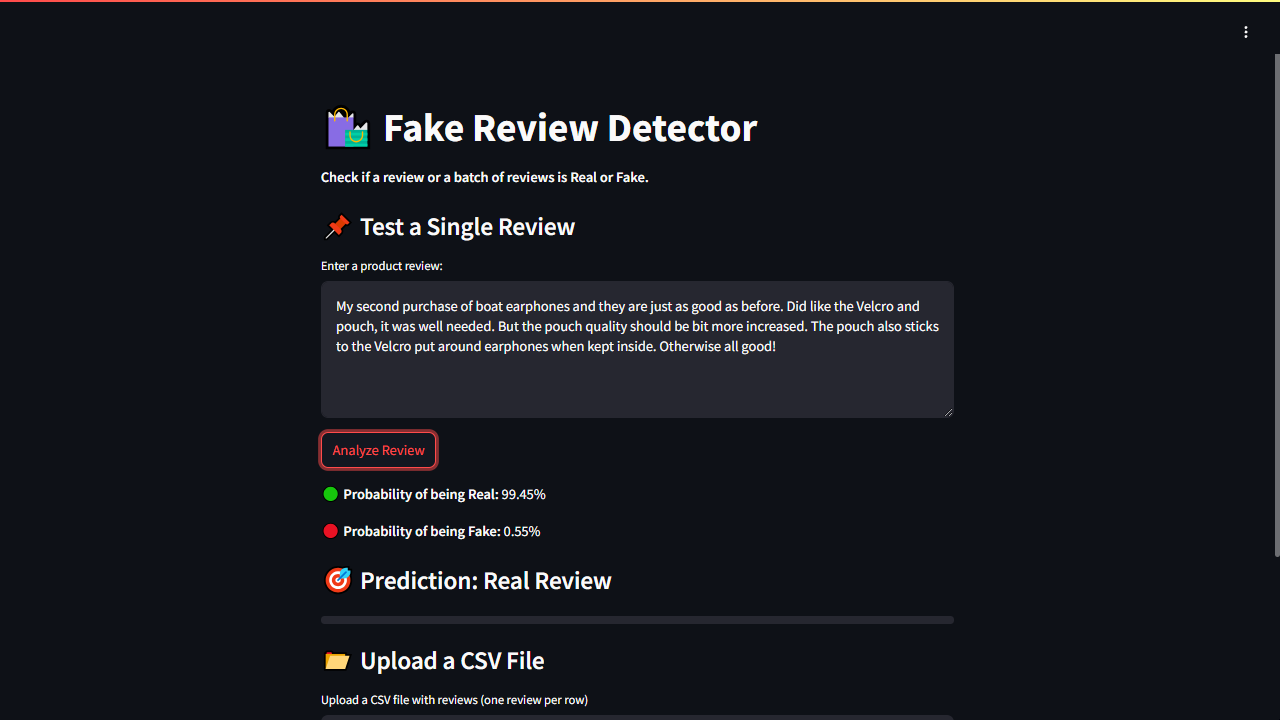 Fake Review Detector
Check if a review or a batch of reviews is Real or Fake.
Test a Single Review
Enter a product review:
My second purchase of boat earphones and they are just as good as before. Did like the Velcro and
pouch, it was well needed. But the pouch quality should be bit more increased. The pouch also sticks
to the Velcro put around earphones when kept inside. Otherwise all good!
Analyze Review
Probability of being Real: 99.45%
Probability of being Fake: 0.55%
Prediction: Real Review
Upload a CSV File
Upload a CSV file with reviews (one review per row)